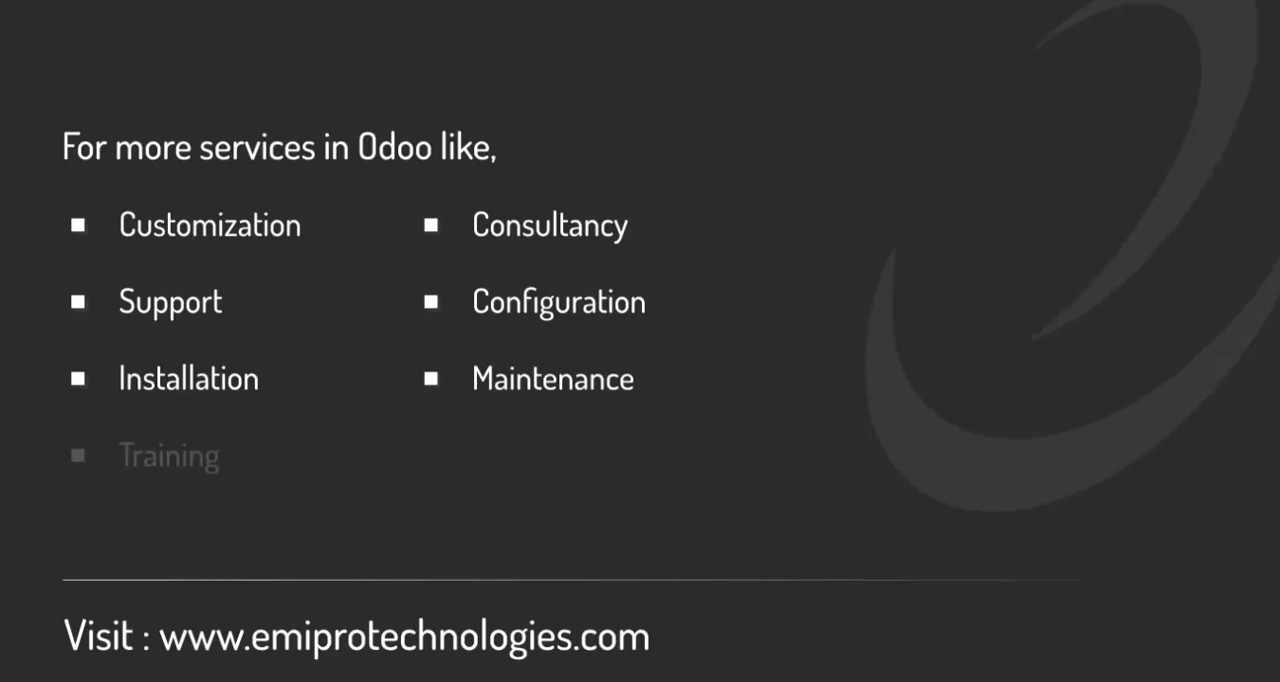 For more services in Odoo like,
▪ Customization
▪ Consultancy
▪ Support
▪ Configuration
▪ Installation
▪ Maintenance
▪ Training
Visit : www.emiprotechnologies.com